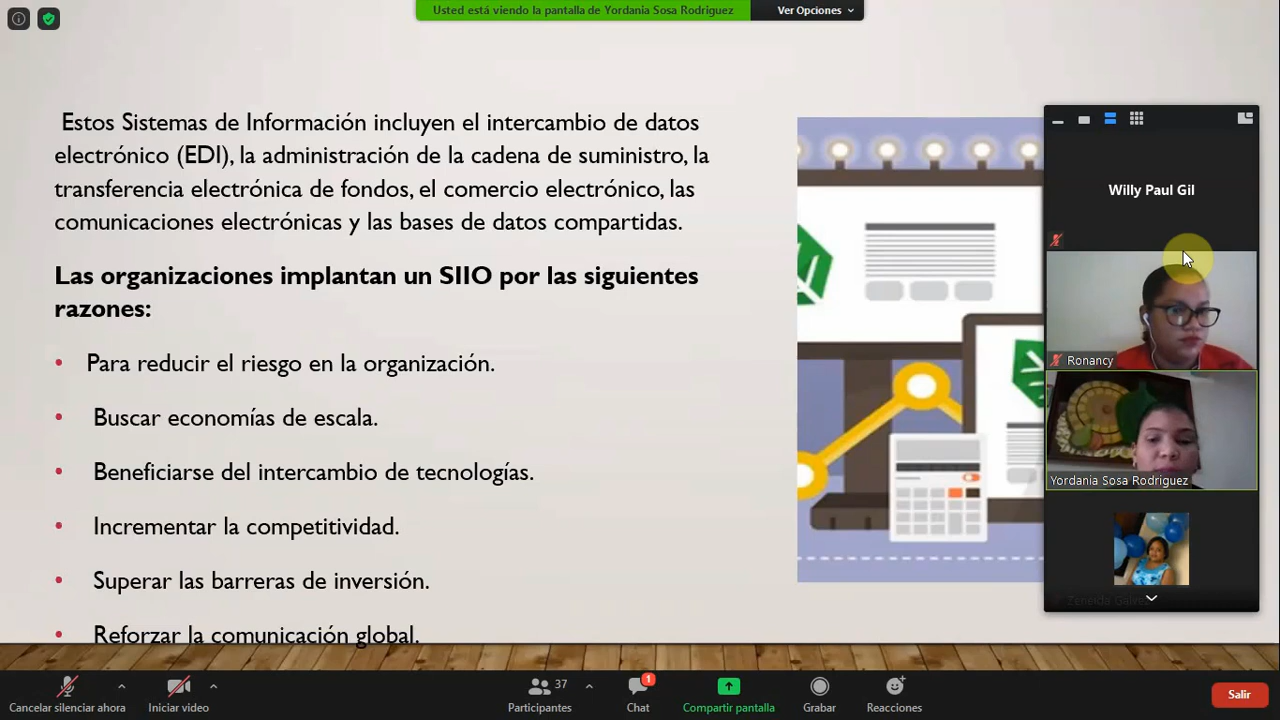 Usted está viendo la pantalla de Yordania Sosa Rodriguez
Ver Opciones
Estos Sistemas de Información incluyen el intercambio de datos
electrónico (EDI), la administración de la cadena de suministro, la
transferencia electrónica de fondos, el comercio electrónico, las
comunicaciones electrónicas y las bases de datos compartidas.
Las organizaciones implantan un SIIO por las siguientes
razones:
• Para reducir el riesgo en la organización.
• Buscar economías de escala.
• Beneficiarse del intercambio de tecnologías.
• Incrementar la competitividad.
• Superar las barreras de inversión.
• Reforzar la comunicación global.
Willy Paul Gil
Ronancy
Yordania Sosa Rodriguez
Cancelar silenciar ahora
Iniciar video
37
Participantes
1
Chat
Compartir pantalla
Grabar
Reacciones
Salir